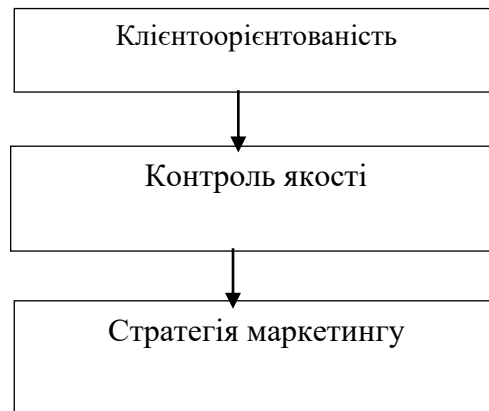 Клієнтоорієнтованість
Контроль якості
Стратегія маркетингу